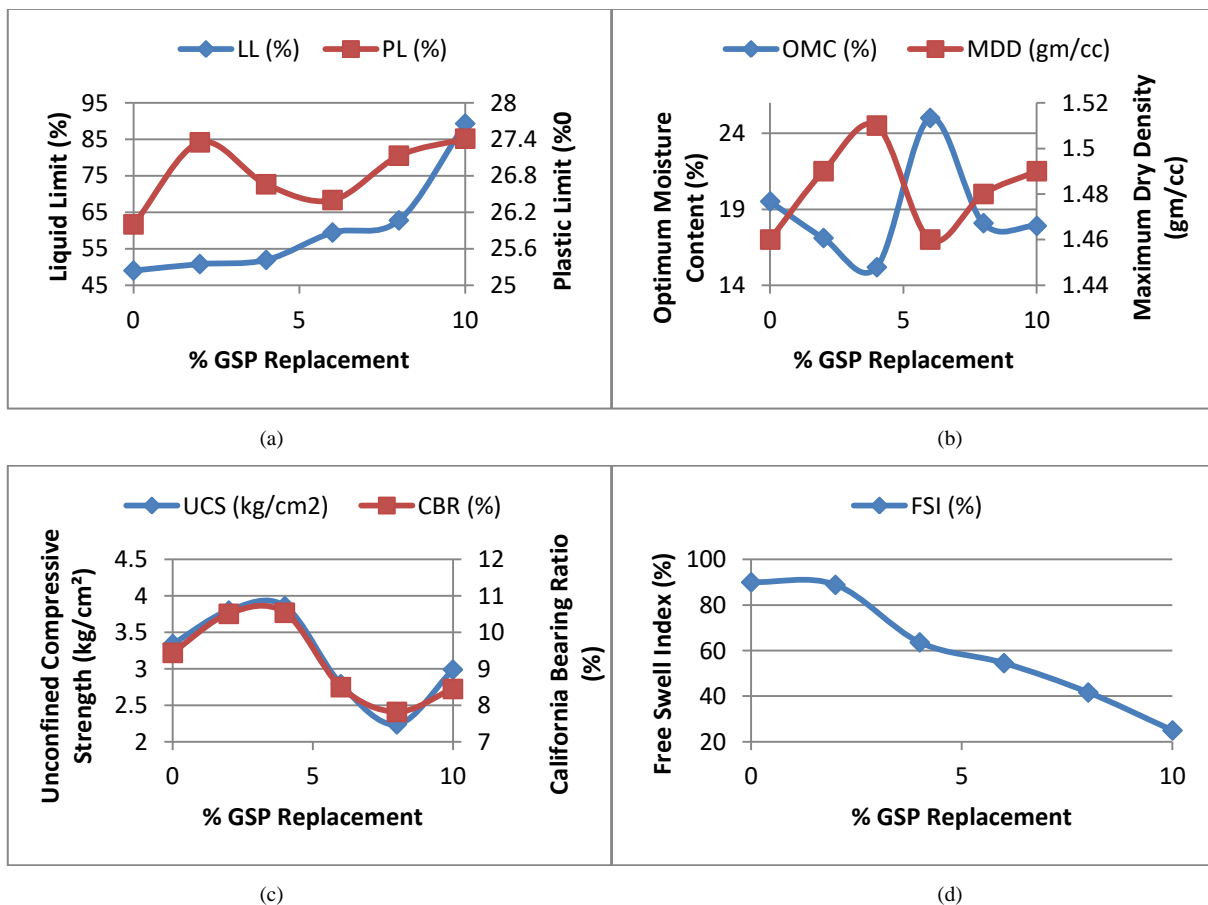 LL (%) PL (%)
Liquid Limit (%)
95
85
75
65
55
45
28
27.4
26.8
26.2
25.6
25
Plastic Limit (%0
0 5 10
% GSP Replacement
(a)
OMC (%) MDD (gm/cc)
Optimum Moisture
Content (%)
24
19
14
1.52
1.5
1.48
1.46
1.44
Maximum Dry Density
(gm/cc)
0 5 10
% GSP Replacement
(b)
UCS (kg/cm2) CBR (%)
Unconfined Compressive
Strength (kg/cm²)
4.5
4
3.5
3
2.5
2
12
11
10
9
8
7
California Bearing Ratio
(%)
0 5 10
% GSP Replacement
(c)
FSI (%)
Free Swell Index (%)
100
80
60
40
20
0 5 10
% GSP Replacement
(d)